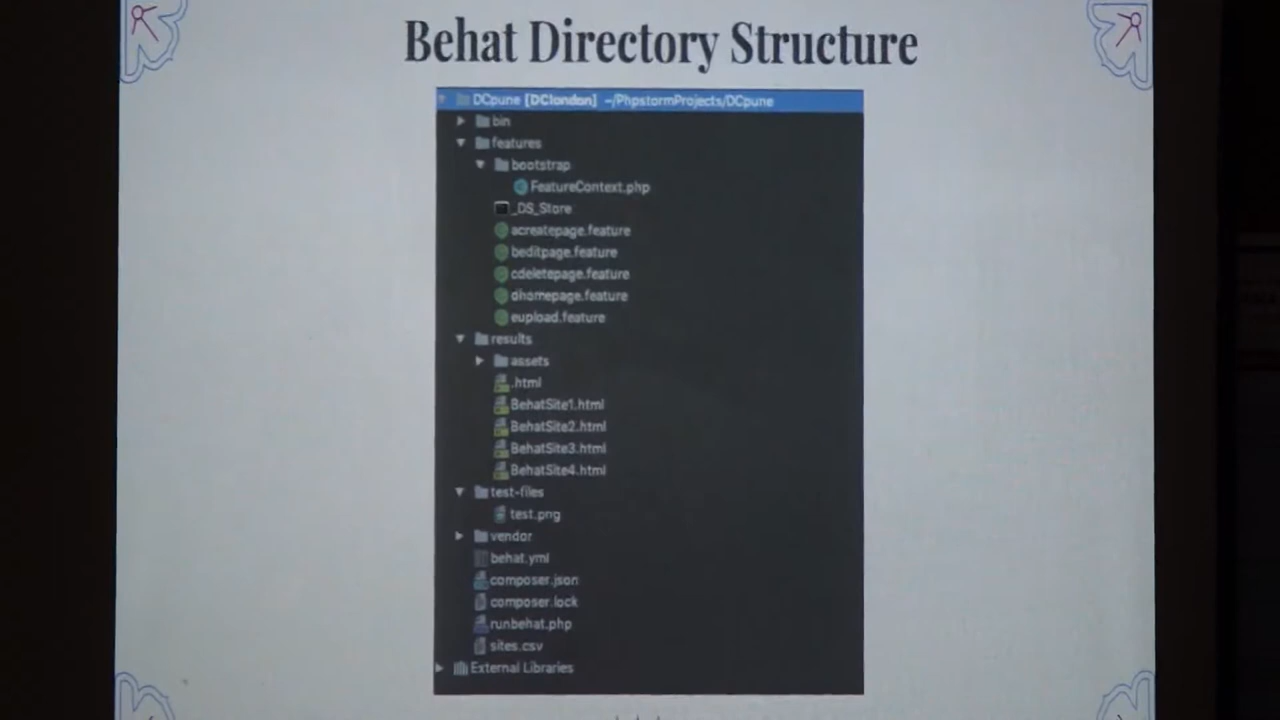 Behat Directory Structure
DCpune [DClondon] ~/PhpstormProjects/DCpune
bin
features
bootstrap
FeatureContext.php
_DS_Store
acreatepage.feature
beditpage.feature
cdeletepage.feature
dhomepage.feature
eupload.feature
results
assets
.html
BehatSite1.html
BehatSite2.html
BehatSite3.html
BehatSite4.html
test-files
test.png
vendor
behat.yml
composer.json
composer.lock
runbehat.php
sites.csv
External Libraries